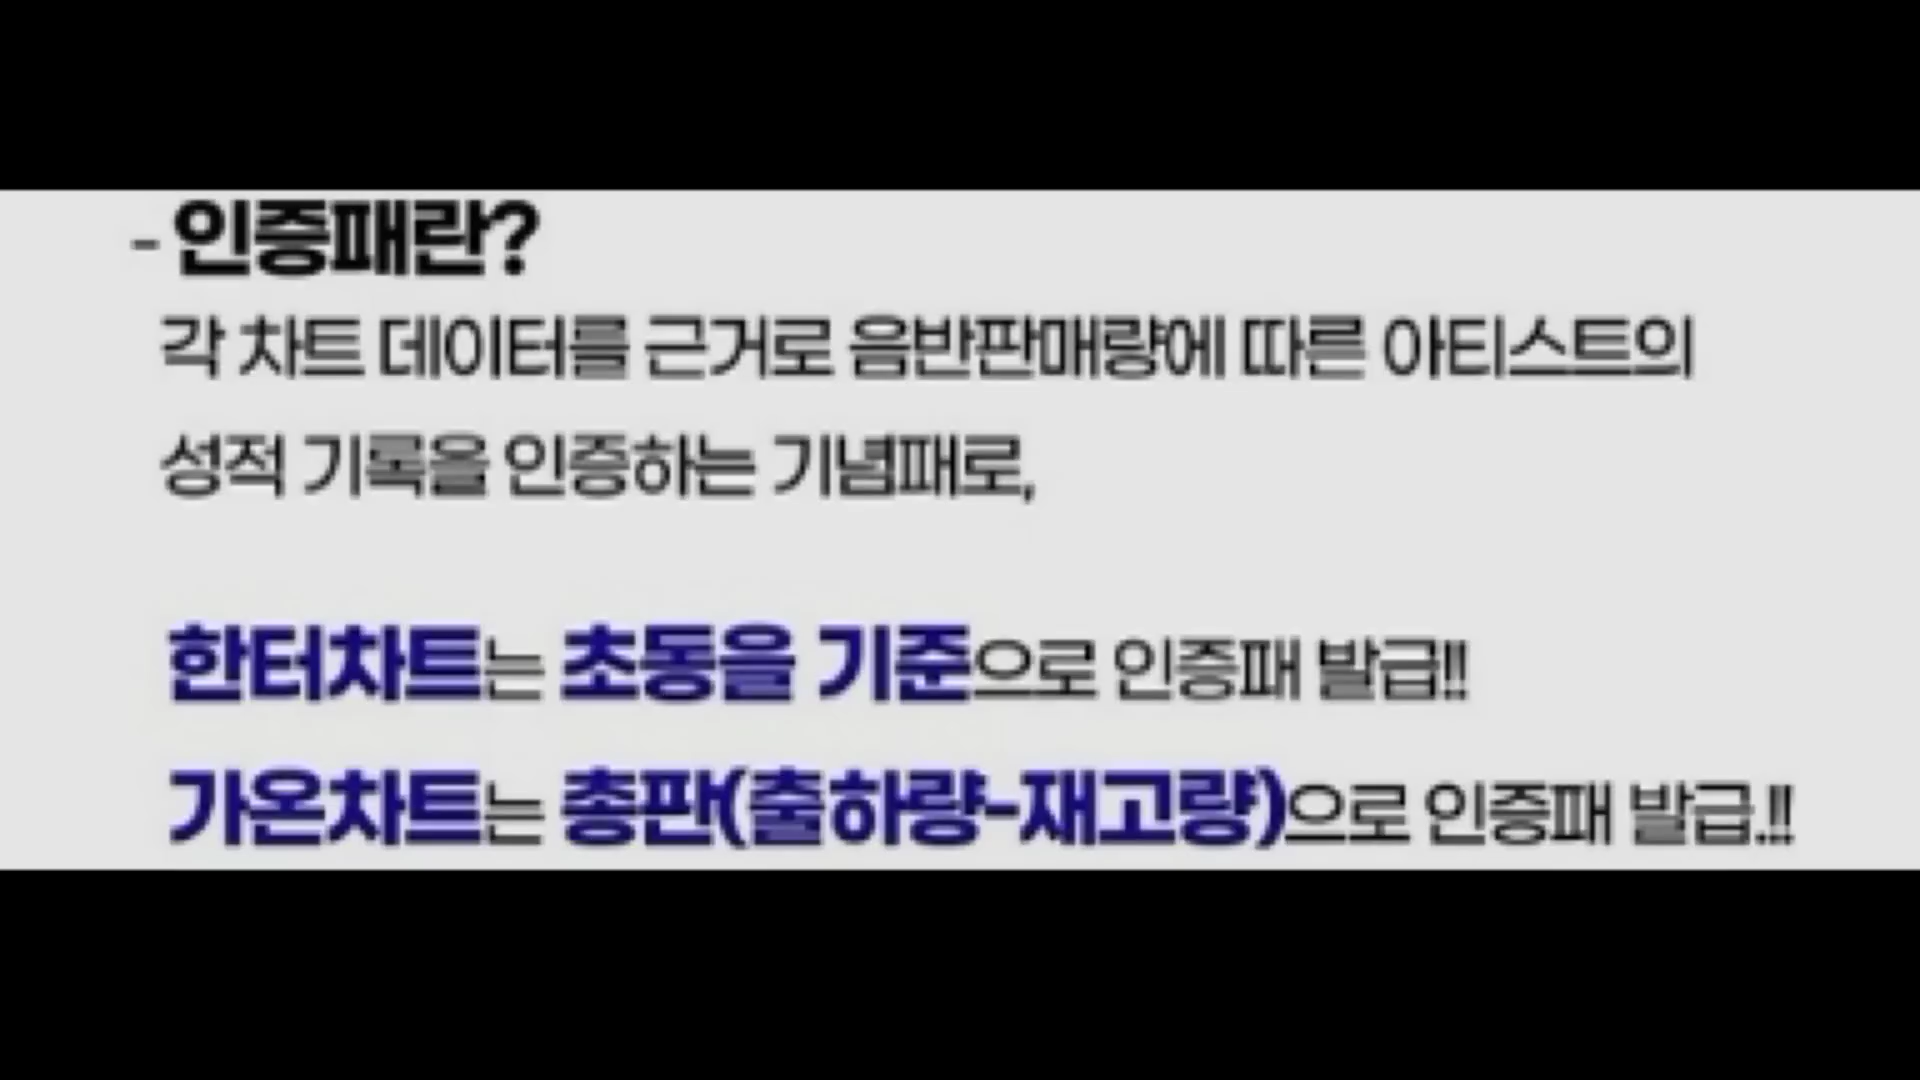 - 인증패란?
각 차트 데이터를 근거로 음반판매량에 따른 아티스트의
성적 기록을 인증하는 기념패로,
한터차트는 초동을 기준으로 인증패 발급!!
가온차트는 총판(출하량-재고량)으로 인증패 발급.!!